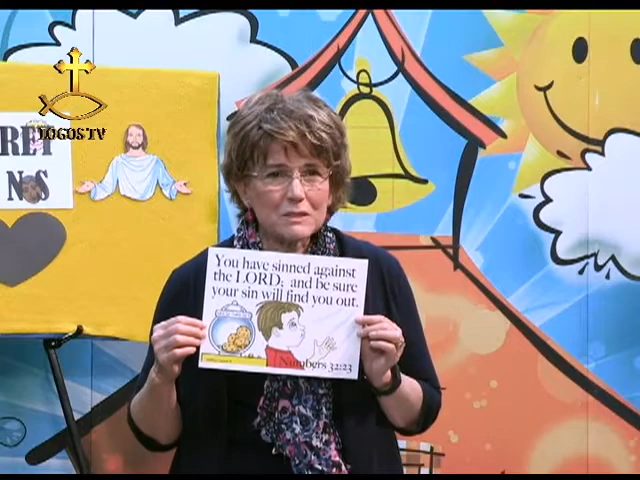 LOGOS TV
RET
NS
You have sinned against
the LORD; and be sure
your sin will find you out.
Numbers 32:23